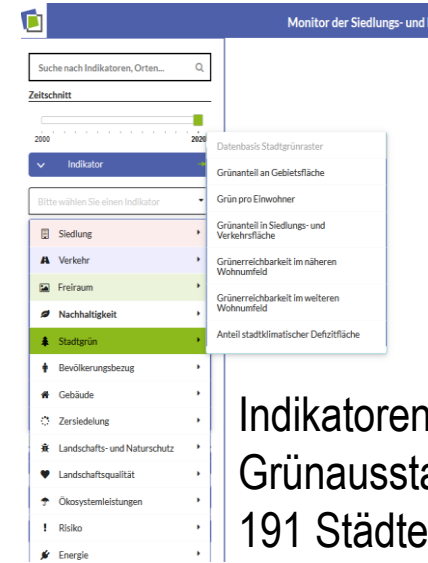 Monitor der Siedlungs- und
Suche nach Indikatoren, Orten...
Zeitschnitt
2000
2020
Indikator
Bitte wählen Sie einen Indikator
Siedlung
Verkehr
Freiraum
Nachhaltigkeit
Stadtgrün
Bevölkerungsbezug
Gebäude
Zersiedelung
Landschafts- und Naturschutz
Landschaftsqualität
Ökosystemleistungen
Risiko
Energie
Datenbasis Stadtgrünraster
Grünanteil an Gebietsfläche
Grün pro Einwohner
Grünanteil in Siedlungs- und
Verkehrsfläche
Grünerreichbarkeit im näheren
Wohnumfeld
Grünerreichbarkeit im weiteren
Wohnumfeld
Anteil stadtklimatischer Defizitfläche
Indikatoren
Grünaussta
191 Städte